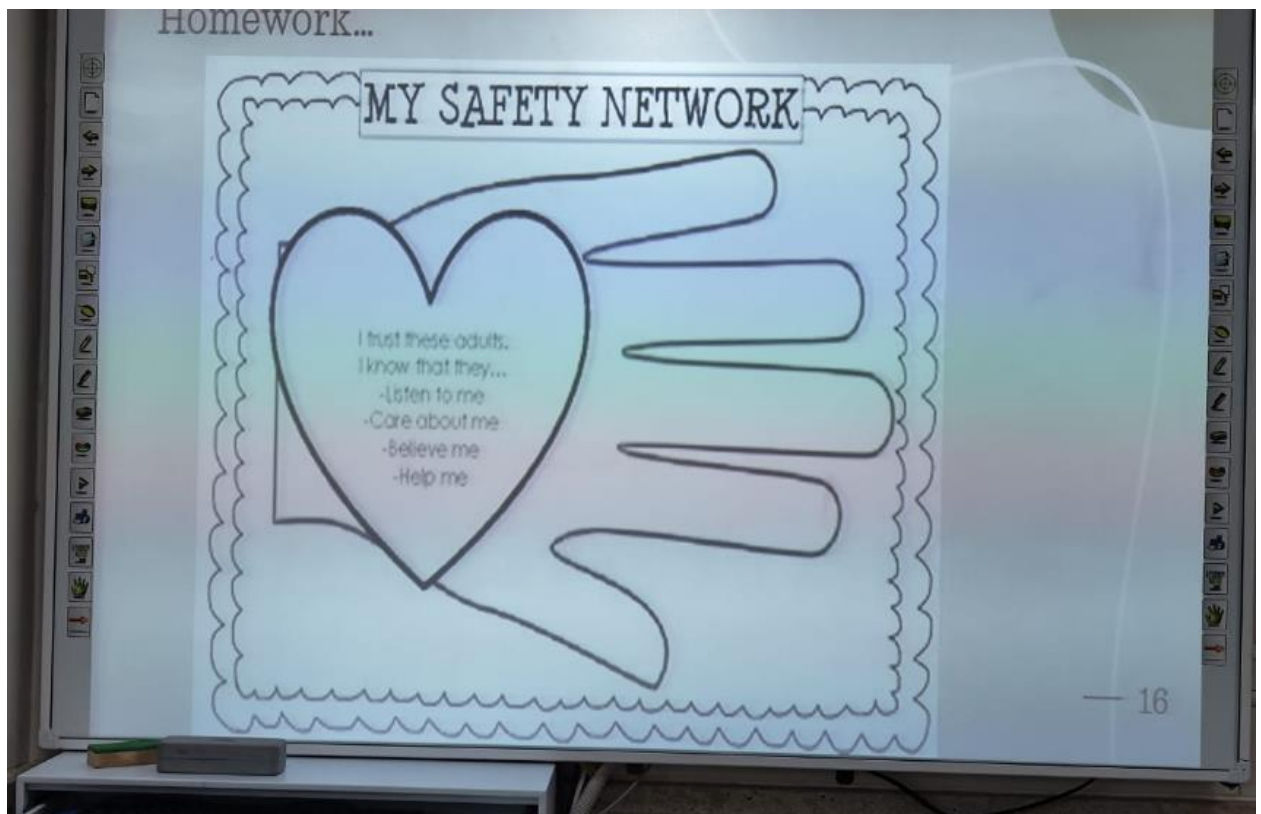 Homework...
MY SAFETY NETWORK
I trust these adults.
I know that they...
-Listen to me
-Care about me
-Believe me
-Help me
16